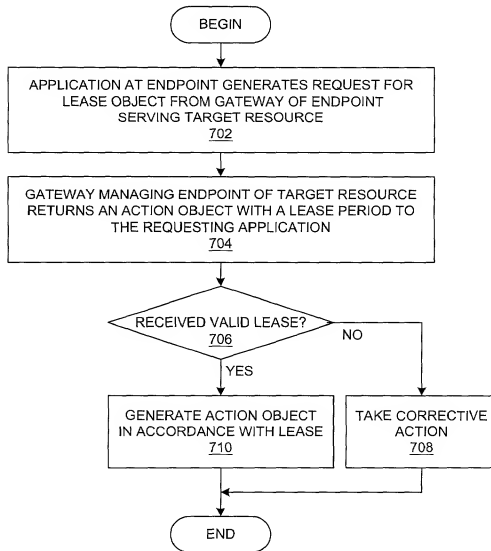 BEGIN
APPLICATION AT ENDPOINT GENERATES REQUEST FOR
LEASE OBJECT FROM GATEWAY OF ENDPOINT
SERVING TARGET RESOURCE
702
GATEWAY MANAGING ENDPOINT OF TARGET RESOURCE
RETURNS AN ACTION OBJECT WITH A LEASE PERIOD TO
THE REQUESTING APPLICATION
704
RECEIVED VALID LEASE?
706
NO
YES
GENERATE ACTION OBJECT
IN ACCORDANCE WITH LEASE
710
TAKE CORRECTIVE
ACTION
708
END